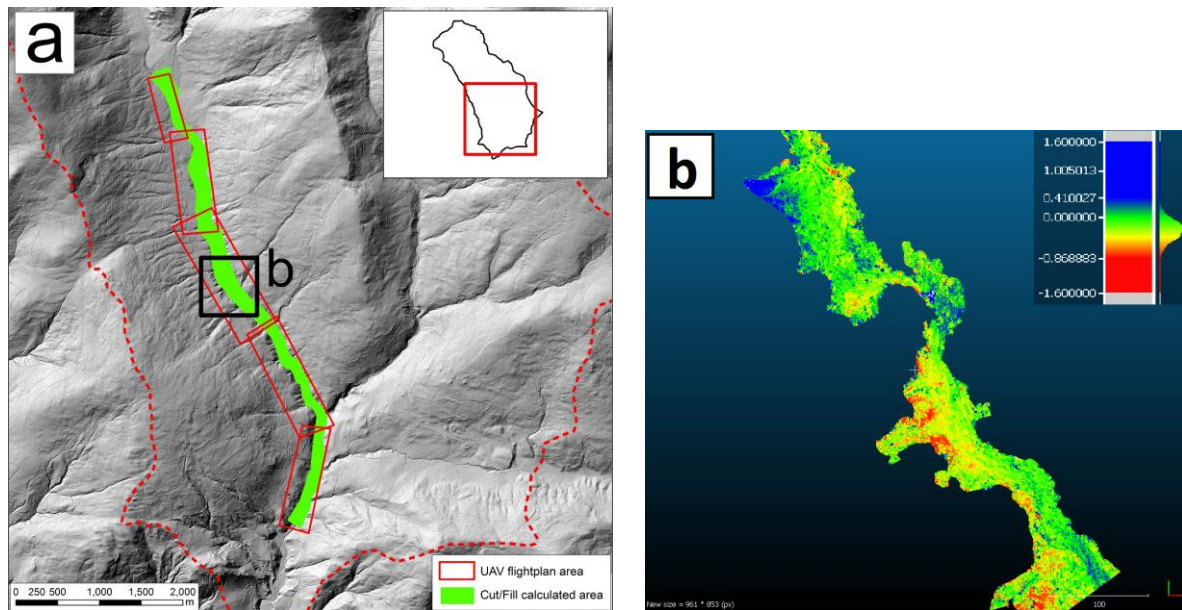 a
b
UAV flightplan area
Cut/Fill calculated area
0 250 500 1,000 1,500 2,000
m
b
1.600000
1.005013
0.410027
0.000000
-0.868883
-1.600000
New size = 961 * 853 (px)
100